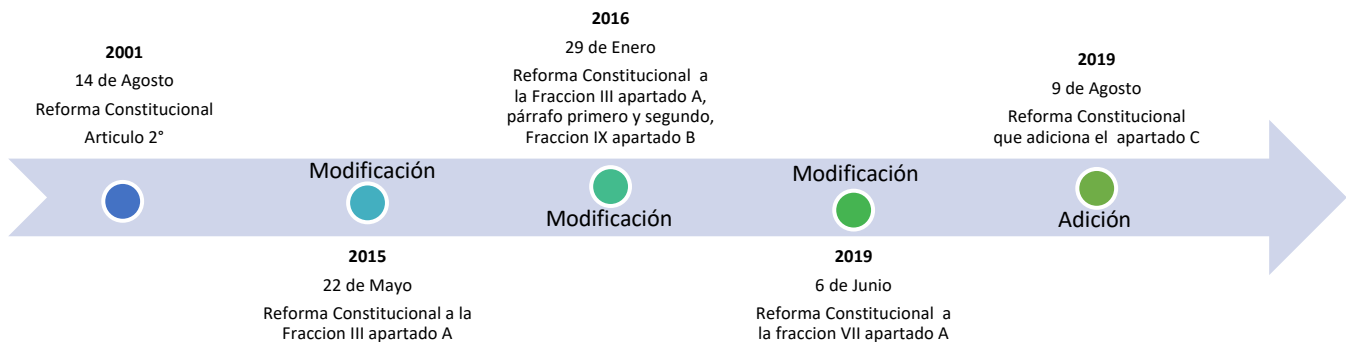 2001
14 de Agosto
Reforma Constitucional
Articulo 2°
Modificación
2015
22 de Mayo
Reforma Constitucional a la
Fraccion III apartado A
2016
29 de Enero
Reforma Constitucional a
la Fraccion III apartado A,
párrafo primero y segundo,
Fraccion IX apartado B
Modificación
Modificación
2019
6 de Junio
Reforma Constitucional a
la fraccion VII apartado A
2019
9 de Agosto
Reforma Constitucional
que adiciona el apartado C
Adición